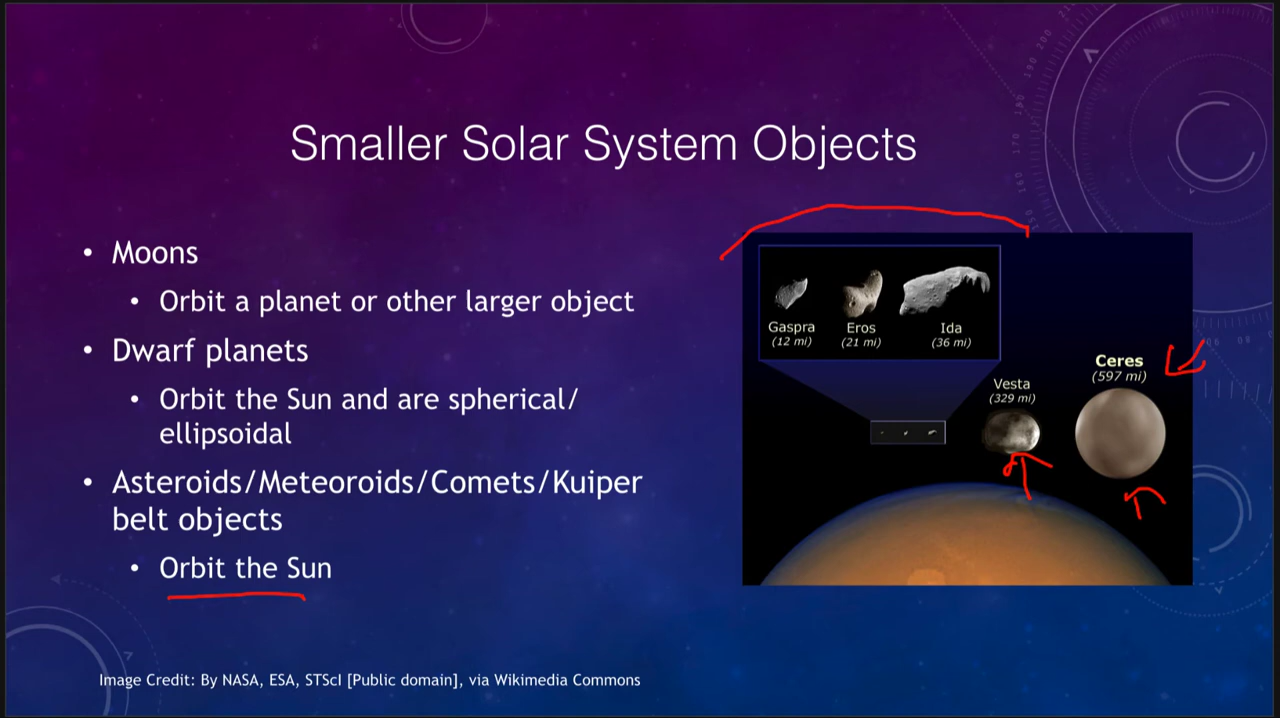 Smaller Solar System Objects
• Moons
• Orbit a planet or other larger object
• Dwarf planets
• Orbit the Sun and are spherical/
ellipsoidal
• Asteroids/Meteoroids/Comets/Kuiper
belt objects
• Orbit the Sun
Gaspra
(12 mi)
Eros
(21 mi)
Ida
(36 mi)
Vesta
(329 mi)
Ceres
(597 mi)
Image Credit: By NASA, ESA, STScI [Public domain], via Wikimedia Commons